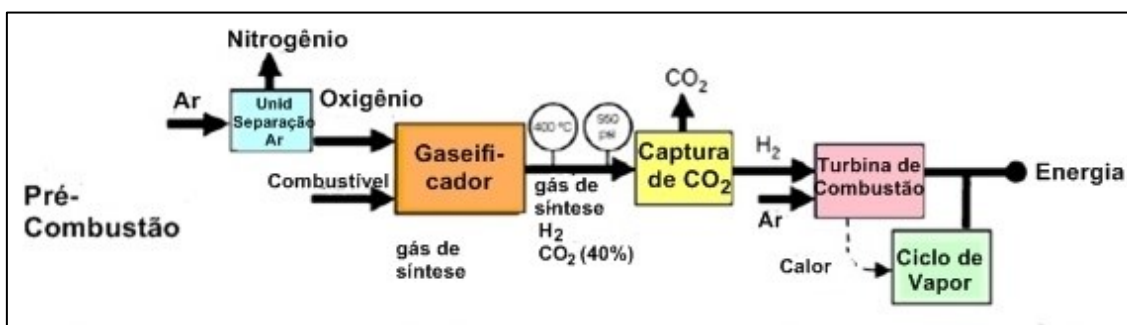 Pré-
Combustão
Ar
Nitrogênio
Unid
Separação
Ar
Oxigênio
Combustível
Gaseifi-
cador
gás de
síntese
400 ºC
950
psi
gás de
síntese
H₂
CO₂ (40%)
CO₂
Captura
de CO₂
H₂
Ar
Turbina de
Combustão
Calor
Ciclo de
Vapor
Energia